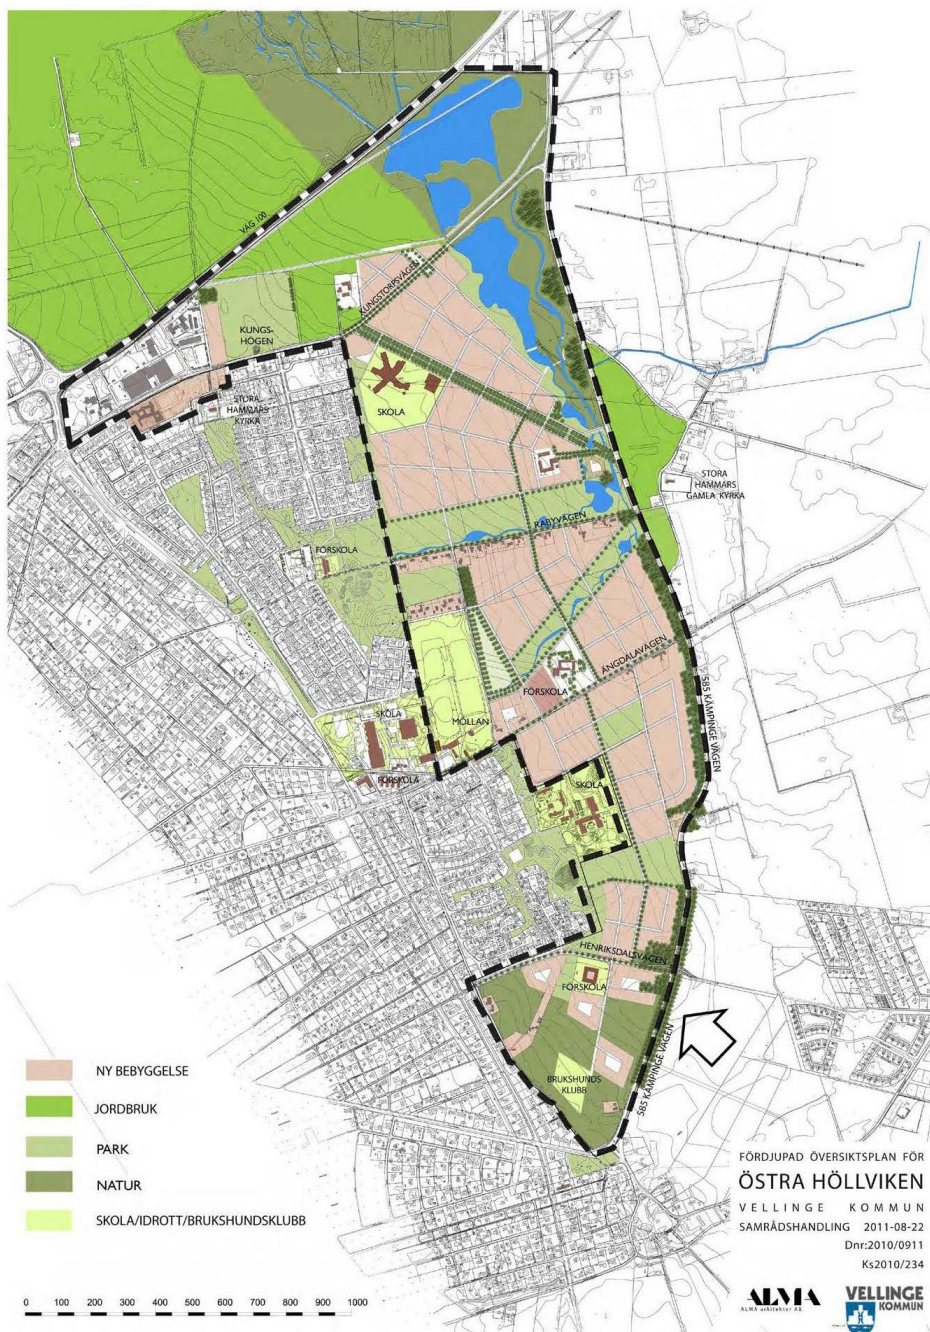 VÄG 100
KUNGSTORPSVÄGEN
KUNGS-
HÖGEN
STORA
HAMMARS
KYRKA
SKOLA
STORA
HAMMARS
GAMLA KYRKA
RÄBYVÄGEN
FÖRSKOLA
ÄNGDALAVÄGEN
FÖRSKOLA
585 KÄMPINGE VÄGEN
SKOLA
MÖLLAN
FÖRSKOLA
SKOLA
HENRIKSDALSVÄGEN
FÖRSKOLA
BRUKSHUNDS
KLUBB
585 KÄMPINGE VÄGEN
NY BEBYGGELSE
JORDBRUK
PARK
NATUR
SKOLA/IDROTT/BRUKSHUNDSKLUBB
0 100 200 300 400 500 600 700 800 900 1000
FÖRDJUPAD ÖVERSIKTSPLAN FÖR
ÖSTRA HÖLLVIKEN
VELLINGE KOMMUN
SAMRÅDSHANDLING 2011-08-22
Dnr:2010/0911
Ks2010/234
ALMA
ALMA arkitekter AB
VELLINGE
KOMMUN